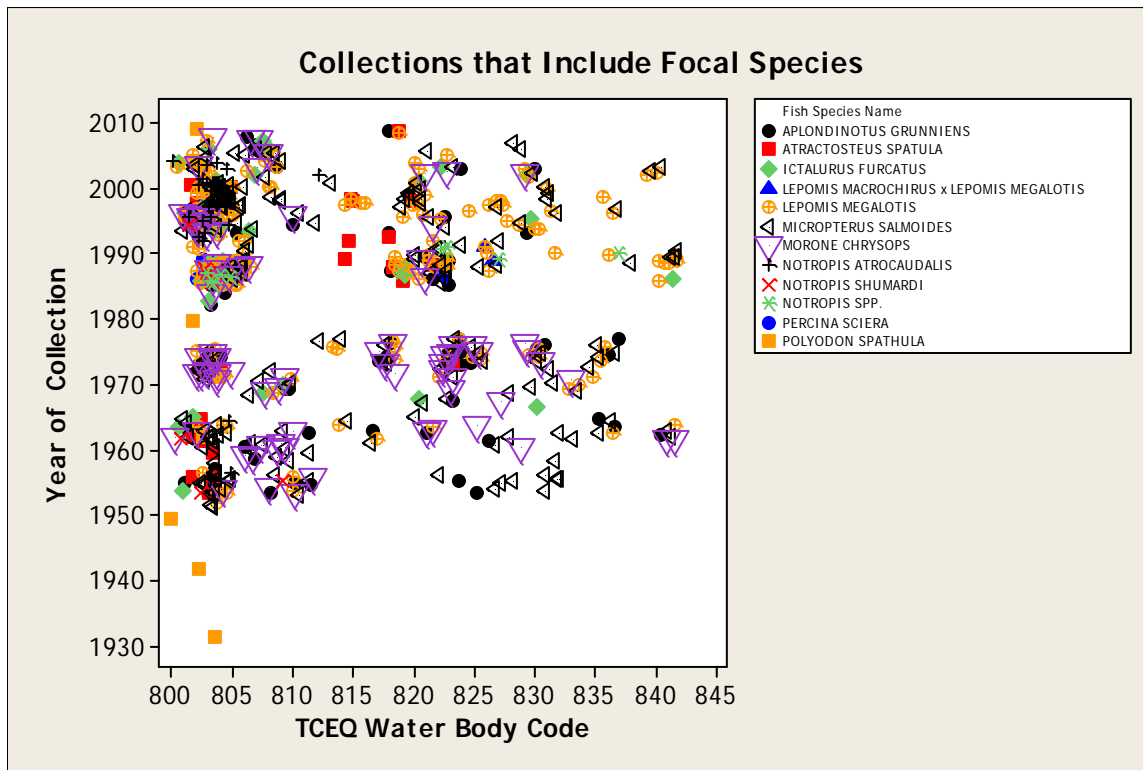 Collections that Include Focal Species
Year of Collection
2010
2000
1990
1980
1970
1960
1950
1940
1930
800 805 810 815 820 825 830 835 840 845
TCEQ Water Body Code
Fish Species Name
APLONDINOTUS GRUNNIENS
ATRACTOSTEUS SPATULA
ICTALURUS FURCATUS
LEPOMIS MACROCHIRUS x LEPOMIS MEGALOTIS
LEPOMIS MEGALOTIS
MICROPTERUS SALMOIDES
MORONE CHRYSOPS
NOTROPIS ATROCAUDALIS
NOTROPIS SHUMARDI
NOTROPIS SPP.
PERCINA SCIERA
POLYODON SPATHULA